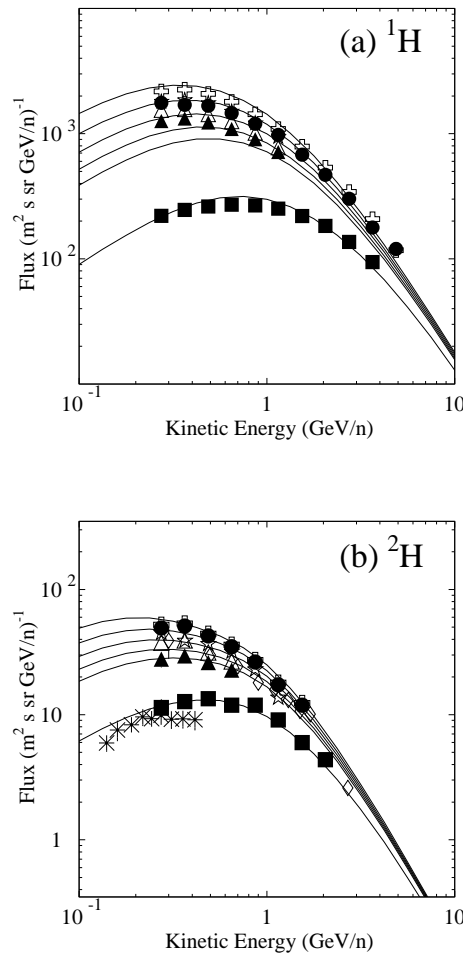 (a) ¹H
10³
10²
Flux (m² s sr GeV/n)⁻¹
10⁻¹ 1 10
Kinetic Energy (GeV/n)
(b) ²H
10²
10
1
Flux (m² s sr GeV/n)⁻¹
10⁻¹ 1 10
Kinetic Energy (GeV/n)